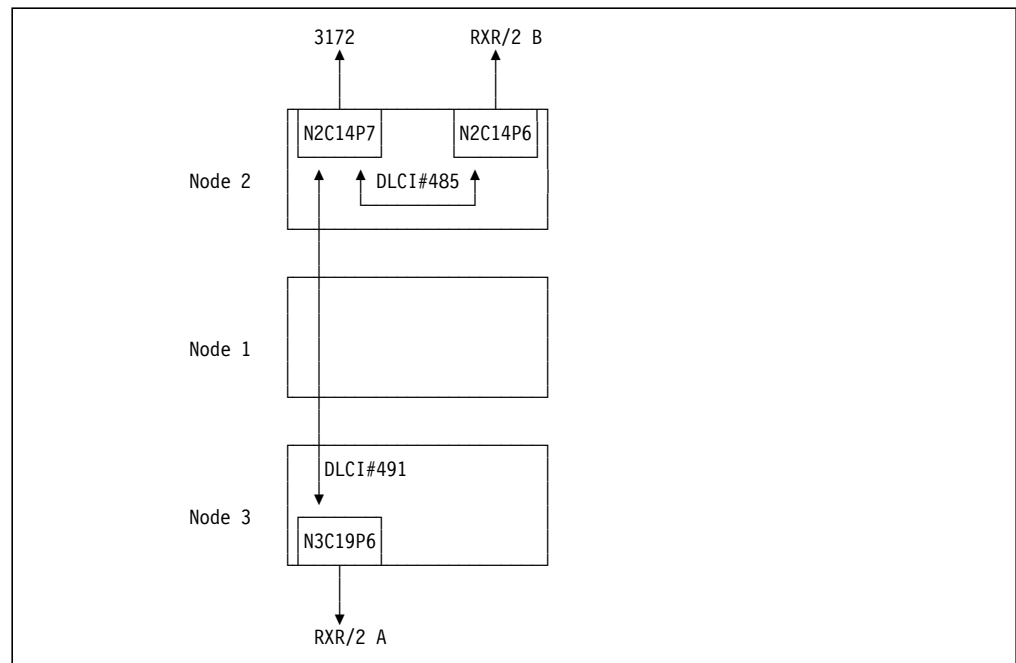 3172 RXR/2 B
N2C14P7 N2C14P6
Node 2 DLCI#485
Node 1
DLCI#491
Node 3
N3C19P6
RXR/2 A